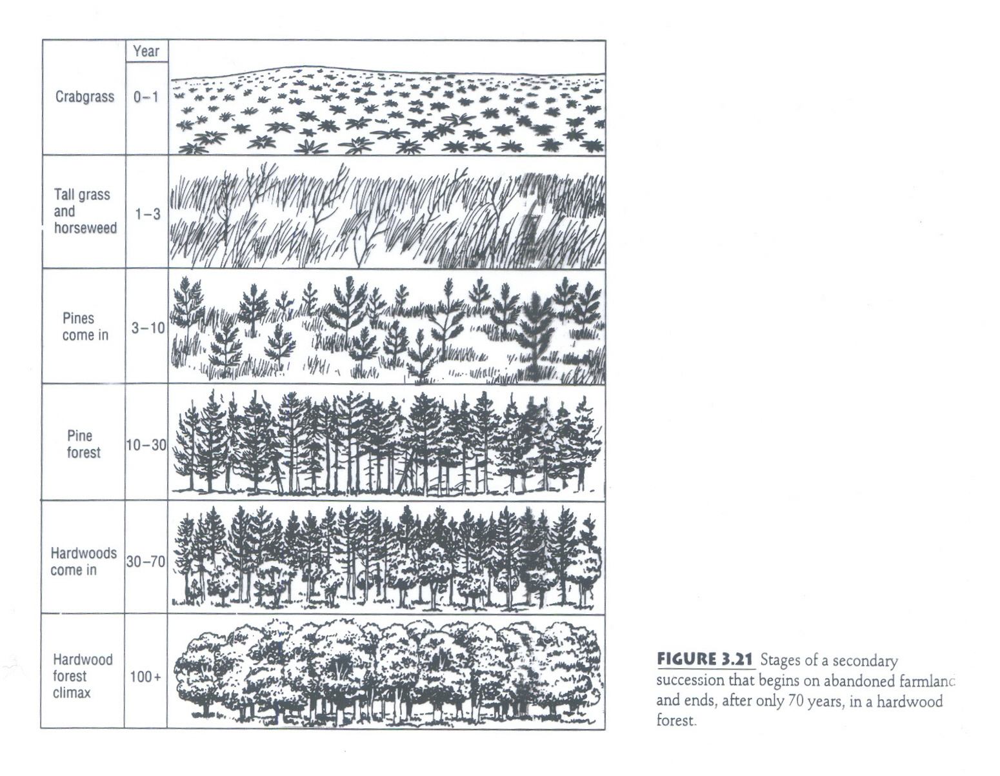 Year
Crabgrass
0–1
Tall grass
and
horseweed
1–3
Pines
come in
3–10
Pine
forest
10–30
Hardwoods
come in
30–70
Hardwood
forest
climax
100+
FIGURE 3.21 Stages of a secondary
succession that begins on abandoned farmland
and ends, after only 70 years, in a hardwood
forest.